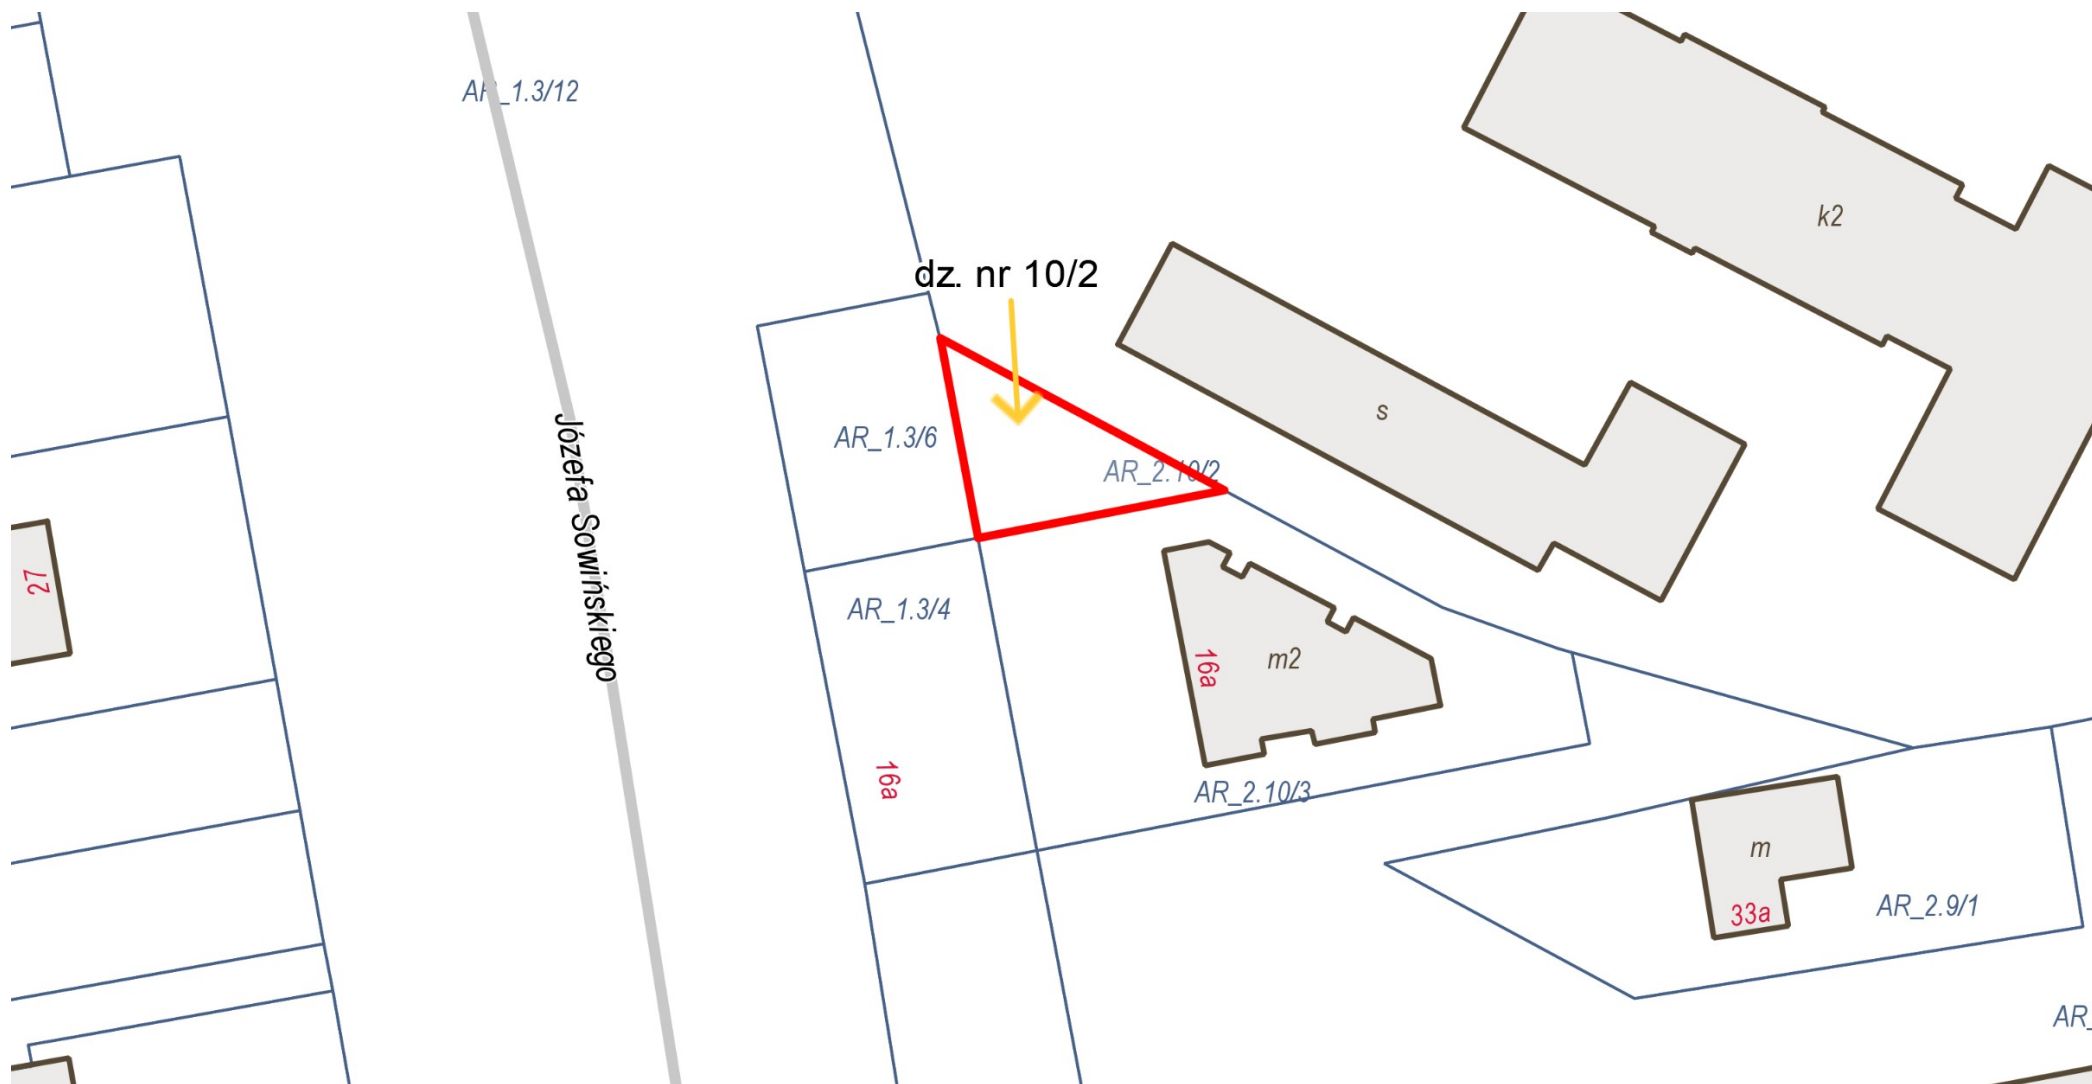 AR_1.3/12
k2
dz. nr 10/2
s
AR_1.3/6
AR_2.10/2
Józefa Sowińskiego
27
AR_1.3/4
16a
m2
16a
AR_2.10/3
m
33a
AR_2.9/1
AR_